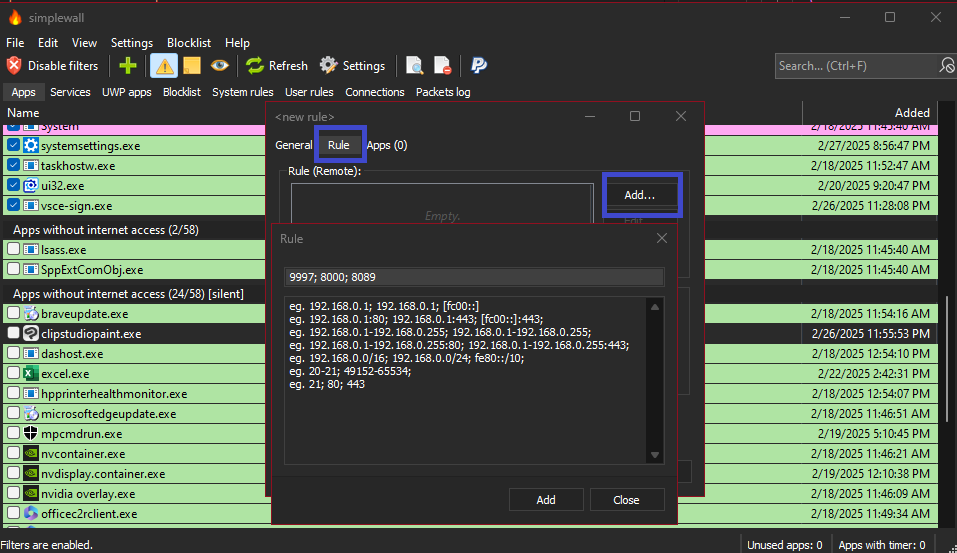 simplewall
File Edit View Settings Blocklist Help
Disable filters Refresh Settings Search... (Ctrl+F)
Apps Services UWP apps Blocklist System rules User rules Connections Packets log
Name Added
System 2/18/2025 11:45:40 AM
systemsettings.exe 2/27/2025 8:56:47 PM
taskhostw.exe 2/18/2025 11:52:47 AM
ui32.exe 2/20/2025 9:20:47 PM
vsce-sign.exe 2/26/2025 11:28:08 PM
Apps without internet access (2/58)
lsass.exe 2/18/2025 11:45:40 AM
SppExtComObj.exe 2/18/2025 11:45:40 AM
Apps without internet access (24/58) [silent]
braveupdate.exe 2/18/2025 11:54:16 AM
clipstudiopaint.exe 2/26/2025 11:55:53 PM
dashost.exe 2/18/2025 12:54:10 PM
excel.exe 2/22/2025 2:42:31 PM
hpprinterhealthmonitor.exe 2/18/2025 12:54:07 PM
microsoftedgeupdate.exe 2/18/2025 11:46:51 AM
mpcmdrun.exe 2/19/2025 5:10:45 PM
nvcontainer.exe 2/18/2025 11:46:21 AM
nvdisplay.container.exe 2/19/2025 12:10:38 PM
nvidia overlay.exe 2/18/2025 11:46:09 AM
officec2rclient.exe 2/18/2025 11:49:34 AM
<new rule>
General Rule Apps (0)
Rule (Remote):
Empty.
Add...
Edit
Rule
9997; 8000; 8089
eg. 192.168.0.1; 192.168.0.1; [fc00::]
eg. 192.168.0.1:80; 192.168.0.1:443; [fc00::]:443;
eg. 192.168.0.1-192.168.0.255; 192.168.0.1-192.168.0.255;
eg. 192.168.0.1-192.168.0.255:80; 192.168.0.1-192.168.0.255:443;
eg. 192.168.0.0/16; 192.168.0.0/24; fe80::/10;
eg. 20-21; 49152-65534;
eg. 21; 80; 443
Add Close
Filters are enabled. Unused apps: 0 Apps with timer: 0